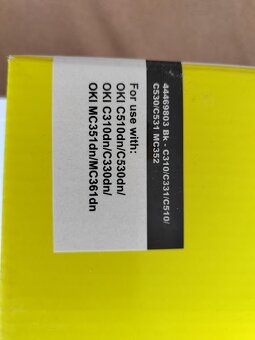 44469803 Bk - C310/C331/C510/
C530/C531 MC352
For use with:
OKI C510dn/C530dn/
OKI C310dn/C330dn/
OKI MC351dn/MC361dn